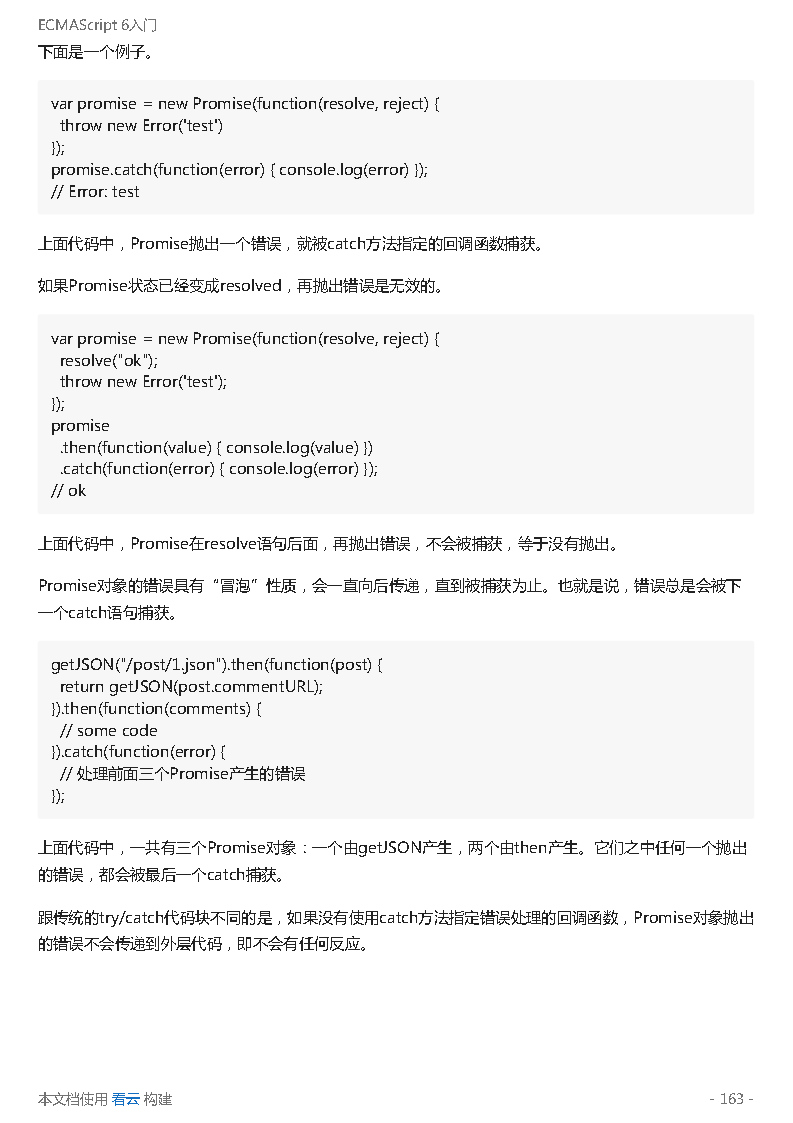 ECMAScript 6入门
下面是一个例子。
var promise = new Promise(function(resolve, reject) {
  throw new Error('test')
});
promise.catch(function(error) { console.log(error) });
// Error: test
上面代码中，Promise抛出一个错误，就被catch方法指定的回调函数捕获。
如果Promise状态已经变成resolved，再抛出错误是无效的。
var promise = new Promise(function(resolve, reject) {
  resolve("ok");
  throw new Error('test');
});
promise
  .then(function(value) { console.log(value) })
  .catch(function(error) { console.log(error) });
// ok
上面代码中，Promise在resolve语句后面，再抛出错误，不会被捕获，等于没有抛出。
Promise对象的错误具有“冒泡”性质，会一直向后传递，直到被捕获为止。也就是说，错误总是会被下
一个catch语句捕获。
getJSON("/post/1.json").then(function(post) {
  return getJSON(post.commentURL);
}).then(function(comments) {
  // some code
}).catch(function(error) {
  // 处理前面三个Promise产生的错误
});
上面代码中，一共有三个Promise对象：一个由getJSON产生，两个由then产生。它们之中任何一个抛出
的错误，都会被最后一个catch捕获。
跟传统的try/catch代码块不同的是，如果没有使用catch方法指定错误处理的回调函数，Promise对象抛出
的错误不会传递到外层代码，即不会有任何反应。
本文档使用 看云 构建
- 163 -